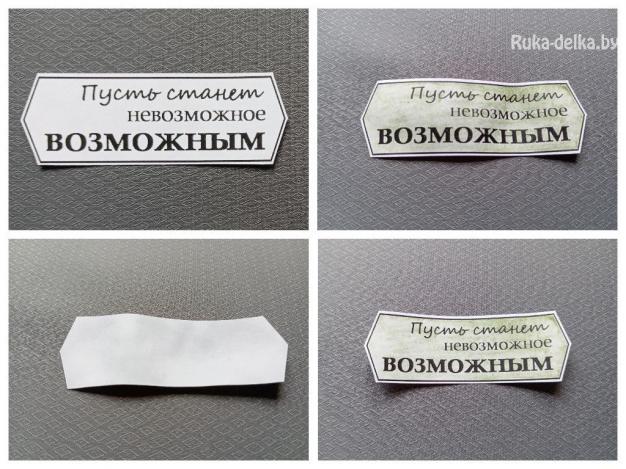 Пусть станет
невозможное
ВОЗМОЖНЫМ
Ruka-delka.by
Пусть станет
невозможное
ВОЗМОЖНЫМ
Пусть станет
невозможное
ВОЗМОЖНЫМ